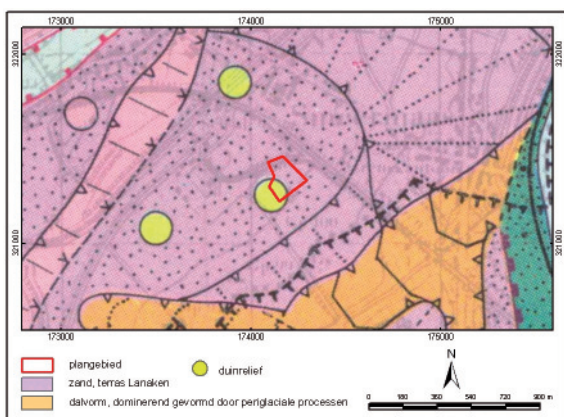 173000 174000 175000
322000 322000
321000 321000
173000 174000 175000
plangebied
duinreliëf
zand, terras Lanaken
dalvorm, dominerend gevormd door periglaciale processen
N
0 180 360 540 720 900 m